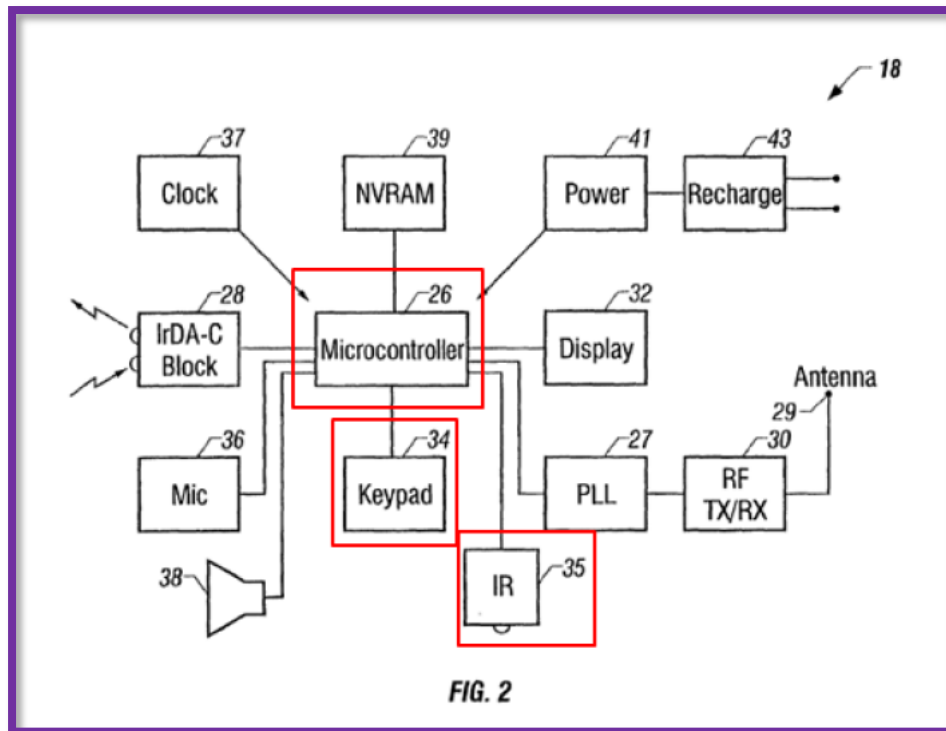 18
37
39
41
43
Clock
NVRAM
Power
Recharge
28
26
32
IrDA-C
Block
Microcontroller
Display
Antenna
29
36
34
27
30
Mic
Keypad
PLL
RF
TX/RX
38
IR
35
FIG. 2